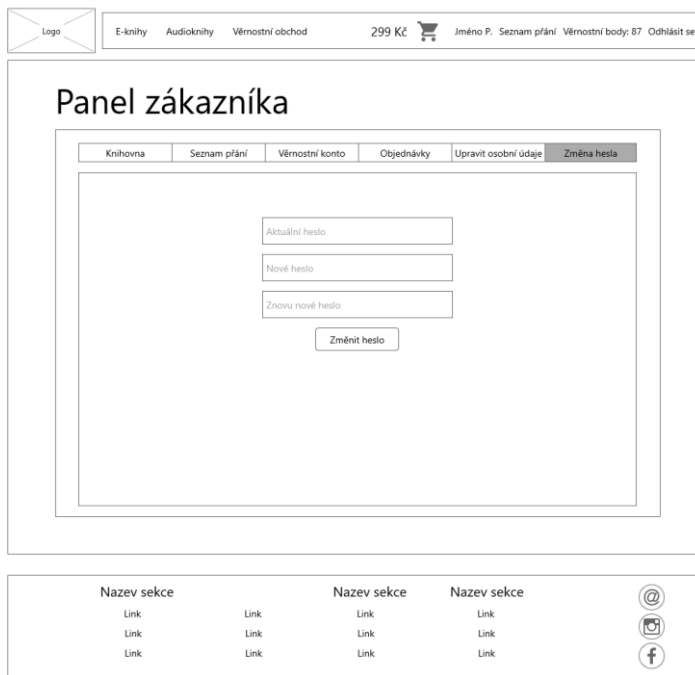 Logo
E-knihy Audioknihy Věrnostní obchod 299 Kč Jméno P. Seznam přání Věrnostní body: 87 Odhlásit se
Panel zákazníka
Knihovna Seznam přání Věrnostní konto Objednávky Upravit osobní údaje Změna hesla
Aktuální heslo
Nové heslo
Znovu nové heslo
Změnit heslo
Nazev sekce Nazev sekce Nazev sekce
Link Link Link Link
Link Link Link Link
Link Link Link Link